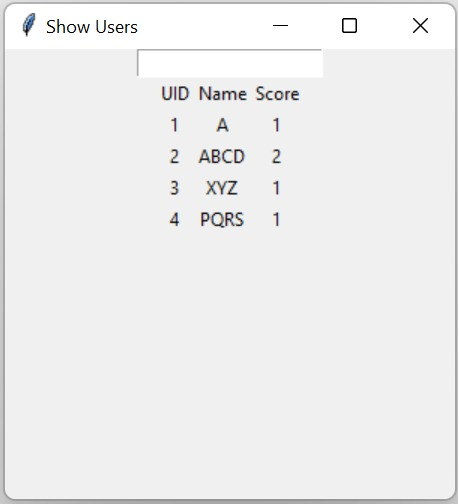 Show Users
UID Name Score
1 A 1
2 ABCD 2
3 XYZ 1
4 PQRS 1